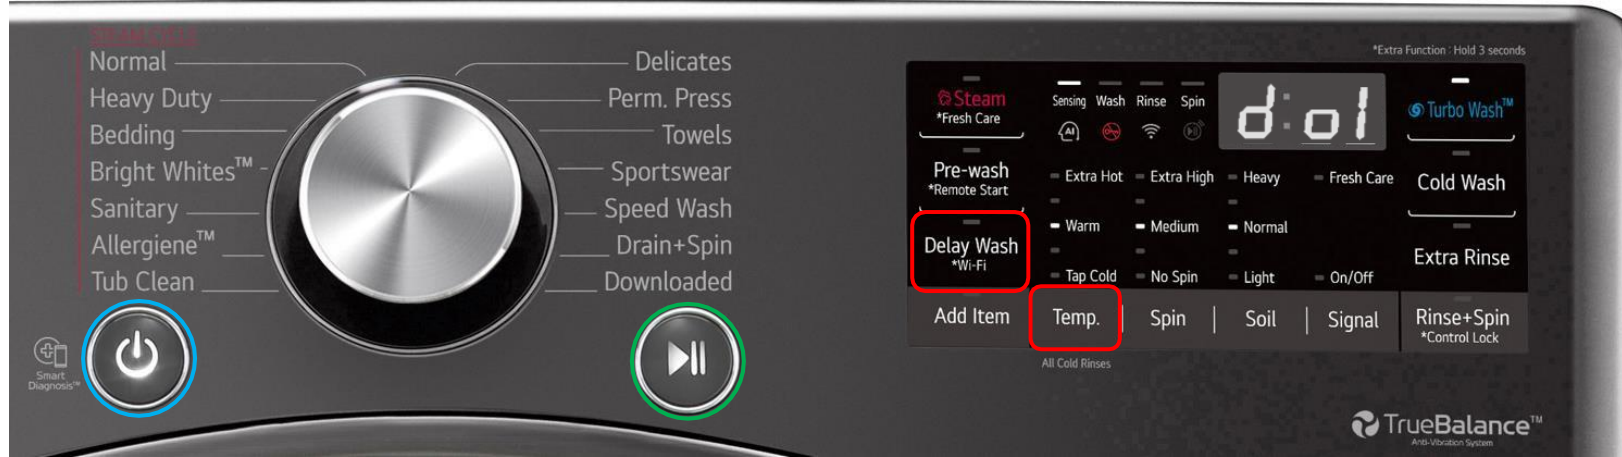 STEAM CYCLE
Normal
Heavy Duty
Bedding
Bright Whites™
Sanitary
Allergiene™
Tub Clean
Delicates
Perm. Press
Towels
Sportswear
Speed Wash
Drain+Spin
Downloaded
Smart
Diagnosis™
*Extra Function : Hold 3 seconds
Steam
*Fresh Care
Pre-wash
*Remote Start
Delay Wash
*Wi-Fi
Add Item
Sensing Wash Rinse Spin
AI
d:ol
Extra Hot Extra High Heavy Fresh Care
Warm Medium Normal
Tap Cold No Spin Light On/Off
Temp. | Spin | Soil | Signal
All Cold Rinses
Turbo Wash™
Cold Wash
Extra Rinse
Rinse+Spin
*Control Lock
TrueBalance™
Anti-Vibration System